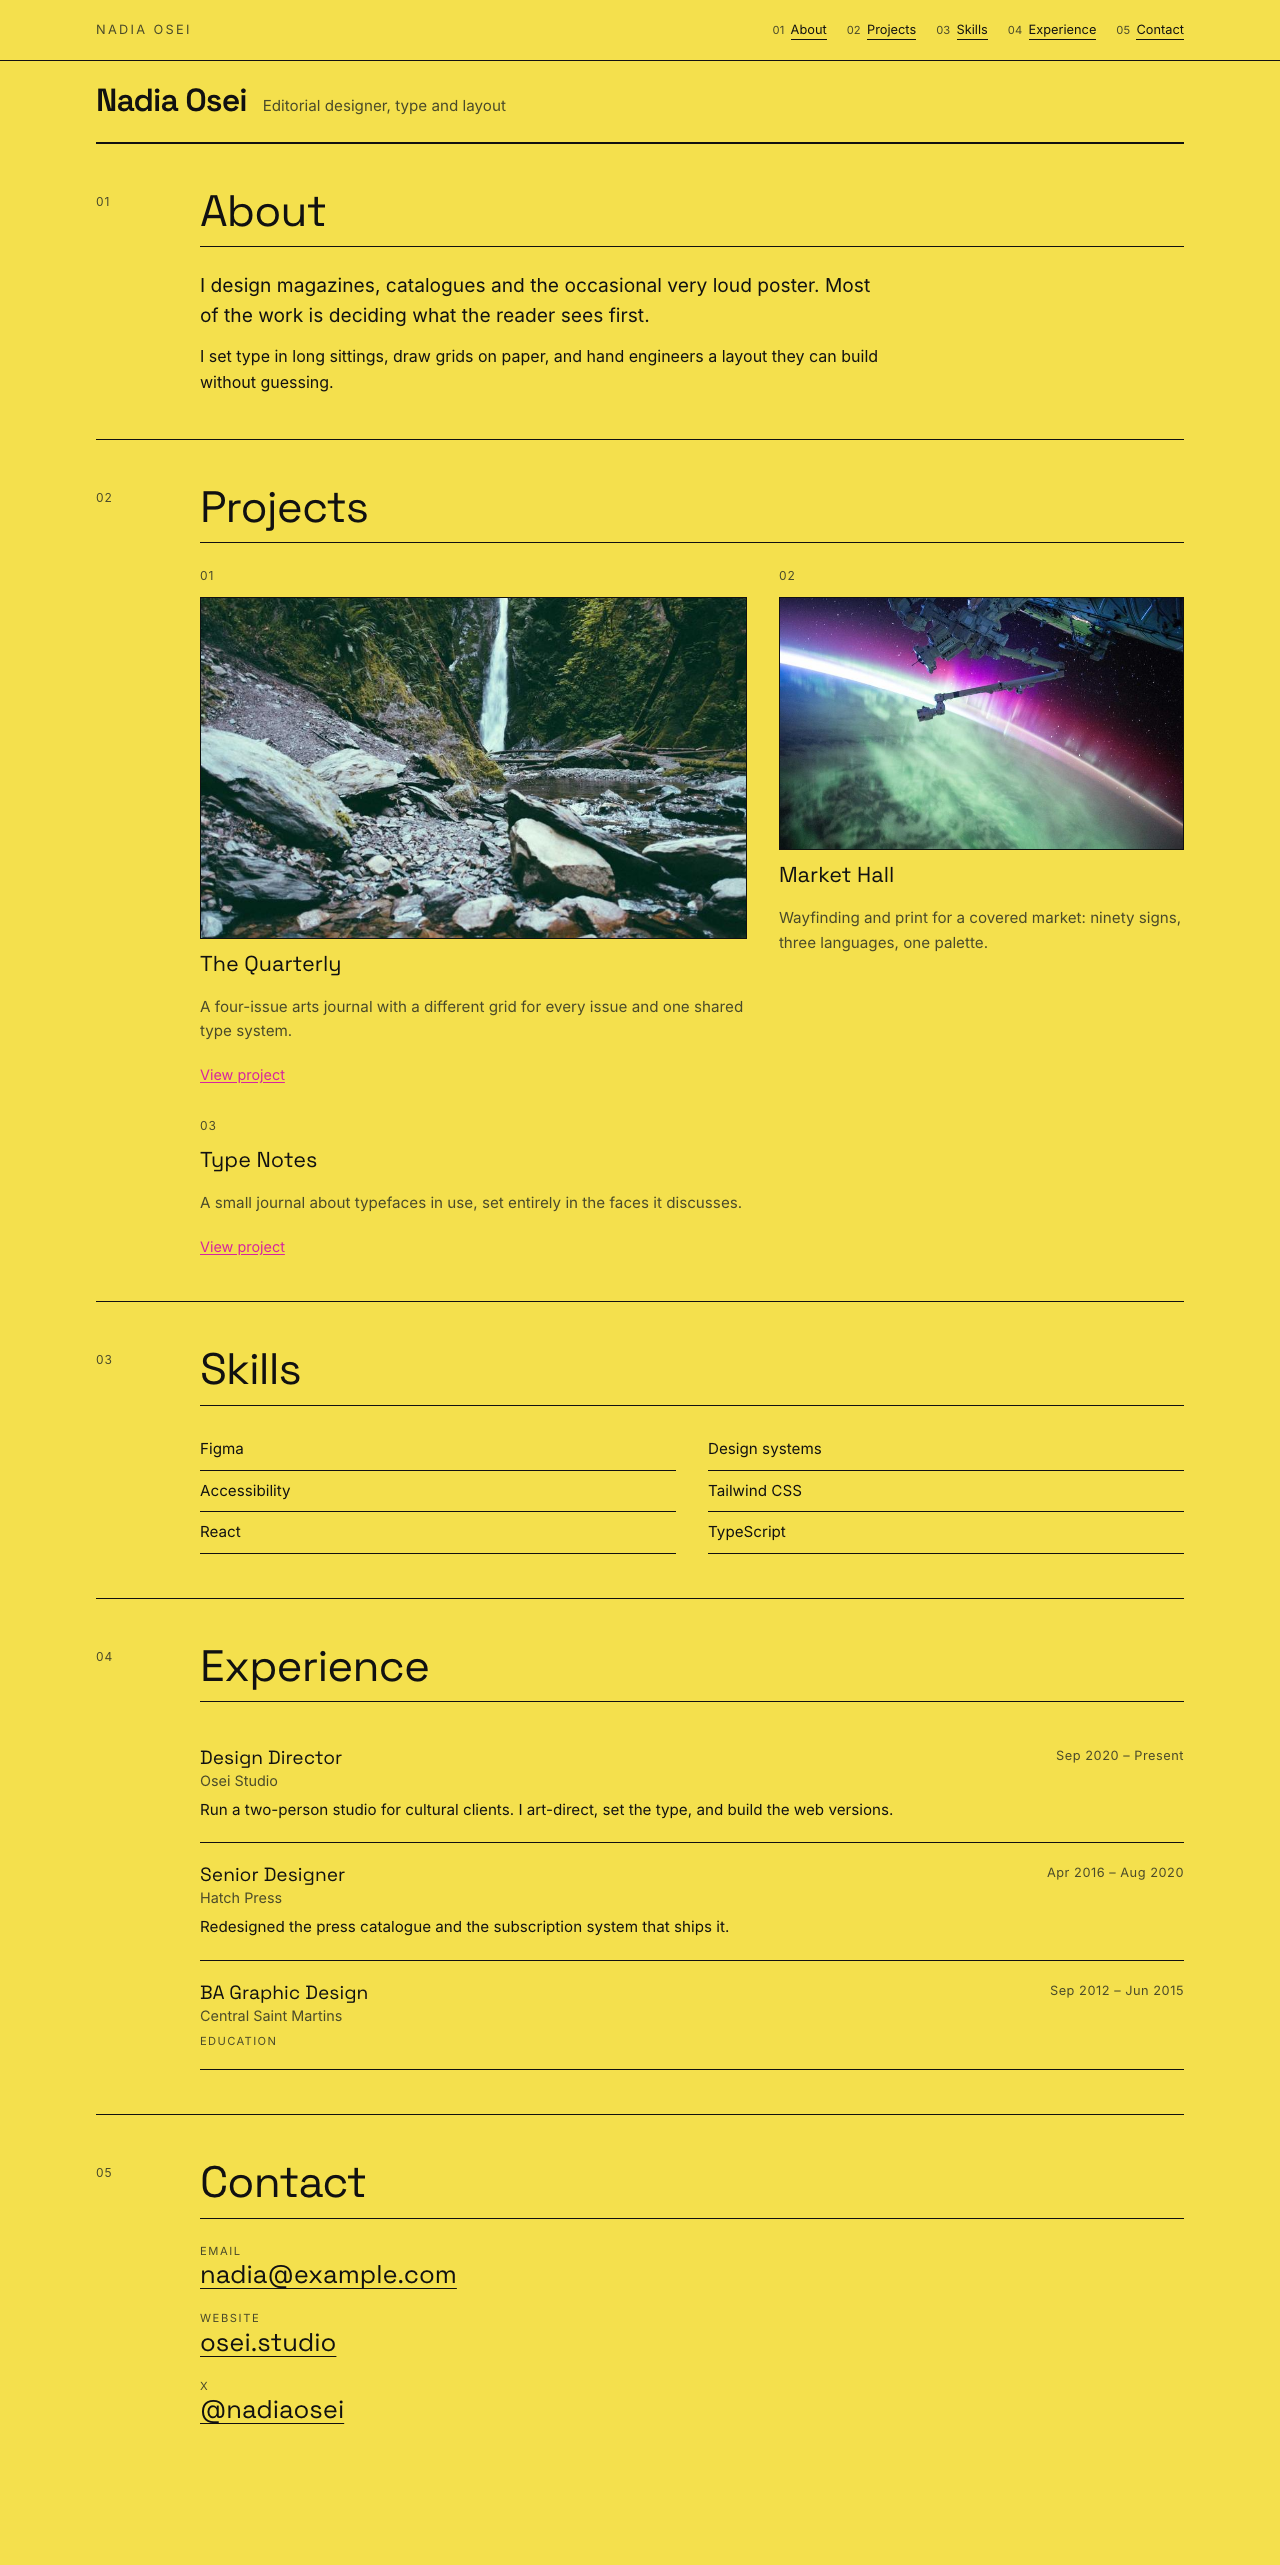 NADIA OSEI
01 About 02 Projects 03 Skills 04 Experience 05 Contact
Nadia Osei Editorial designer, type and layout
01
About
I design magazines, catalogues and the occasional very loud poster. Most
of the work is deciding what the reader sees first.
I set type in long sittings, draw grids on paper, and hand engineers a layout they can build
without guessing.
02
Projects
01
The Quarterly
A four-issue arts journal with a different grid for every issue and one shared
type system.
View project
02
Market Hall
Wayfinding and print for a covered market: ninety signs,
three languages, one palette.
03
Type Notes
A small journal about typefaces in use, set entirely in the faces it discusses.
View project
03
Skills
Figma
Design systems
Accessibility
Tailwind CSS
React
TypeScript
04
Experience
Design Director
Sep 2020 – Present
Osei Studio
Run a two-person studio for cultural clients. I art-direct, set the type, and build the web versions.
Senior Designer
Apr 2016 – Aug 2020
Hatch Press
Redesigned the press catalogue and the subscription system that ships it.
BA Graphic Design
Sep 2012 – Jun 2015
Central Saint Martins
EDUCATION
05
Contact
EMAIL
nadia@example.com
WEBSITE
osei.studio
X
@nadiaosei